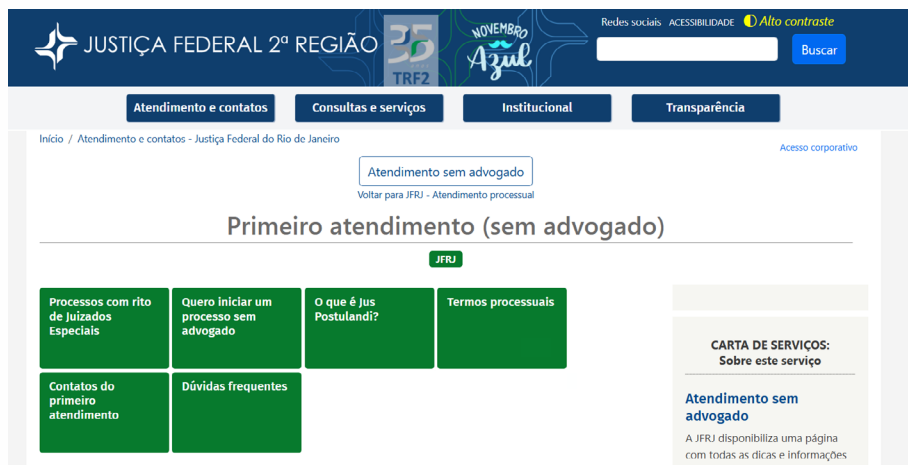 Redes sociais ACESSIBILIDADE Alto contraste
JUSTIÇA FEDERAL 2ª REGIÃO
35
ANOS
TRF2
NOVEMBRO
Azul
Buscar
Atendimento e contatos
Consultas e serviços
Institucional
Transparência
Início / Atendimento e contatos - Justiça Federal do Rio de Janeiro
Acesso corporativo
Atendimento sem advogado
Voltar para JFRJ - Atendimento processual
Primeiro atendimento (sem advogado)
JFRJ
Processos com rito
de Juizados
Especiais
Quero iniciar um
processo sem
advogado
O que é Jus
Postulandi?
Termos processuais
Contatos do
primeiro
atendimento
Dúvidas frequentes
CARTA DE SERVIÇOS:
Sobre este serviço
Atendimento sem
advogado
A JFRJ disponibiliza uma página
com todas as dicas e informações